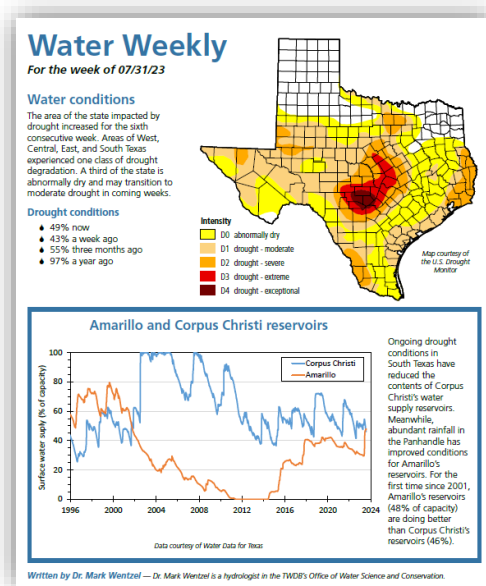 Water Weekly
For the week of 07/31/23
Water conditions
The area of the state impacted by
drought increased for the sixth
consecutive week. Areas of West,
Central, East, and South Texas
experienced one class of drought
degradation. A third of the state is
abnormally dry and may transition to
moderate drought in coming weeks.
Drought conditions
49% now
43% a week ago
55% three months ago
97% a year ago
Intensity
D0 abnormally dry
D1 drought - moderate
D2 drought - severe
D3 drought - extreme
D4 drought - exceptional
Map courtesy of
the U.S. Drought
Monitor
Amarillo and Corpus Christi reservoirs
Surface water suply (% of capacity)
100
80
60
40
20
0
1996
2000
2004
2008
2012
2016
2020
2024
Corpus Christi
Amarillo
Data courtesy of Water Data for Texas
Ongoing drought
conditions in
South Texas have
reduced the
contents of Corpus
Christi's water
supply reservoirs.
Meanwhile,
abundant rainfall in
the Panhandle has
improved conditions
for Amarillo's
reservoirs. For the
first time since 2001,
Amarillo's reservoirs
(48% of capacity)
are doing better
than Corpus Christi's
reservoirs (46%).
Written by Dr. Mark Wentzel — Dr. Mark Wentzel is a hydrologist in the TWDB's Office of Water Science and Conservation.